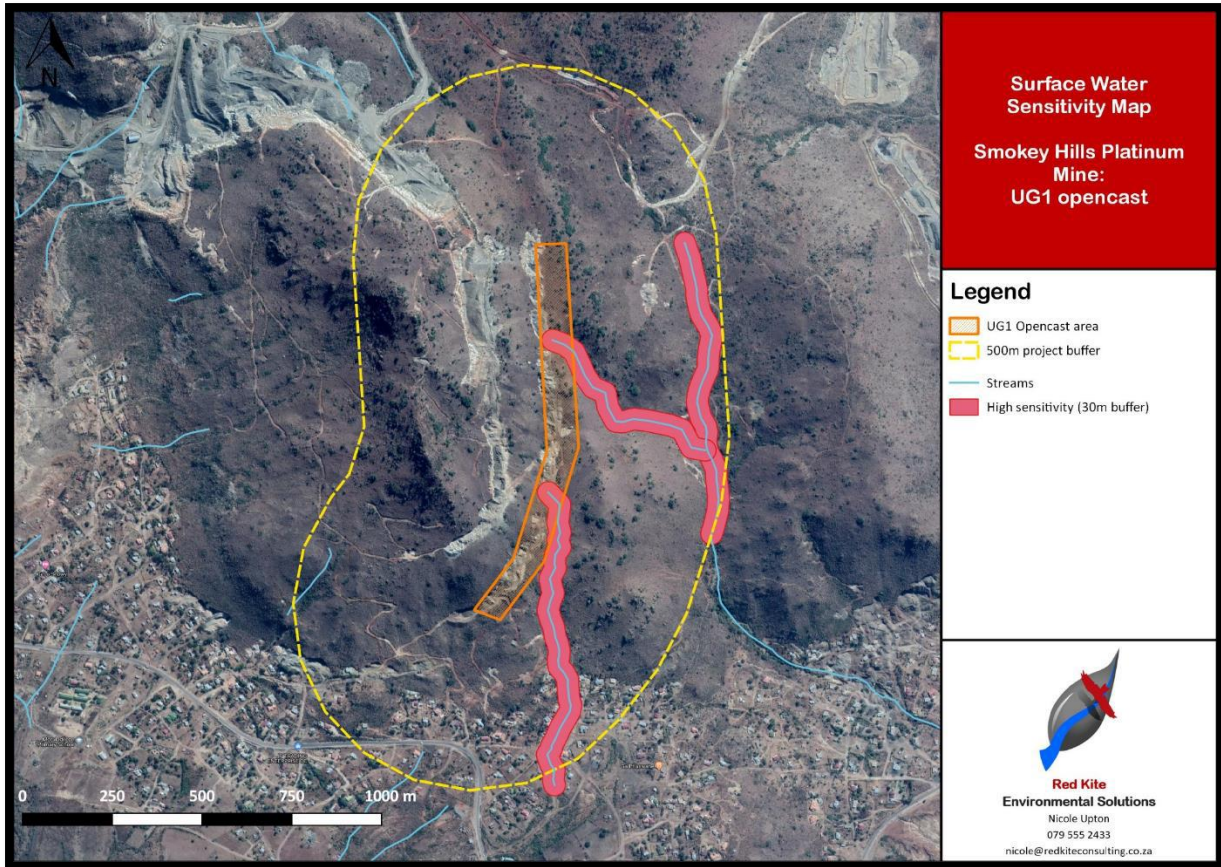 N
Surface Water
Sensitivity Map
Smokey Hills Platinum
Mine:
UG1 opencast
Legend
UG1 Opencast area
500m project buffer
Streams
High sensitivity (30m buffer)
0 250 500 750 1000 m
Red Kite
Environmental Solutions
Nicole Upton
079 555 2433
nicole@redkiteconsulting.co.za